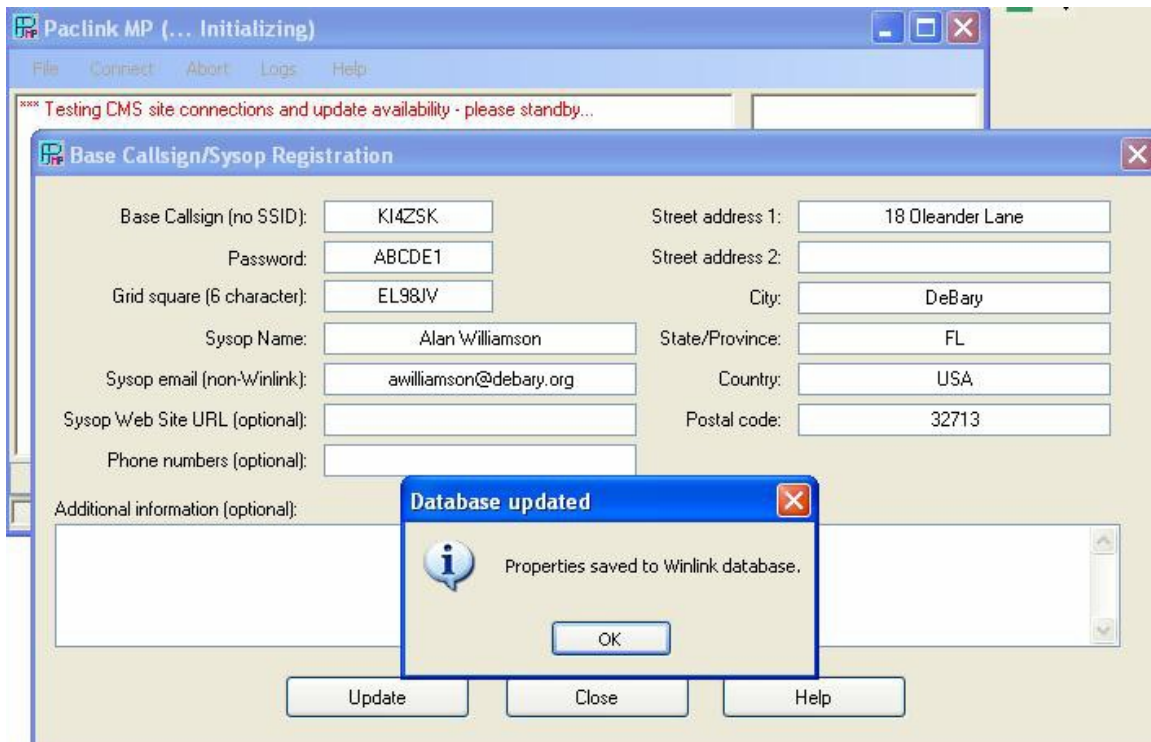 Paclink MP (... Initializing)
File Connect Abort Logs Help
*** Testing CMS site connections and update availability - please standby...
Base Callsign/Sysop Registration
Base Callsign (no SSID): KI4ZSK
Password: ABCDE1
Grid square (6 character): EL98JV
Sysop Name: Alan Williamson
Sysop email (non-Winlink): awilliamson@debary.org
Sysop Web Site URL (optional):
Phone numbers (optional):
Street address 1: 18 Oleander Lane
Street address 2:
City: DeBary
State/Province: FL
Country: USA
Postal code: 32713
Additional information (optional):
Database updated
Properties saved to Winlink database.
OK
Update Close Help